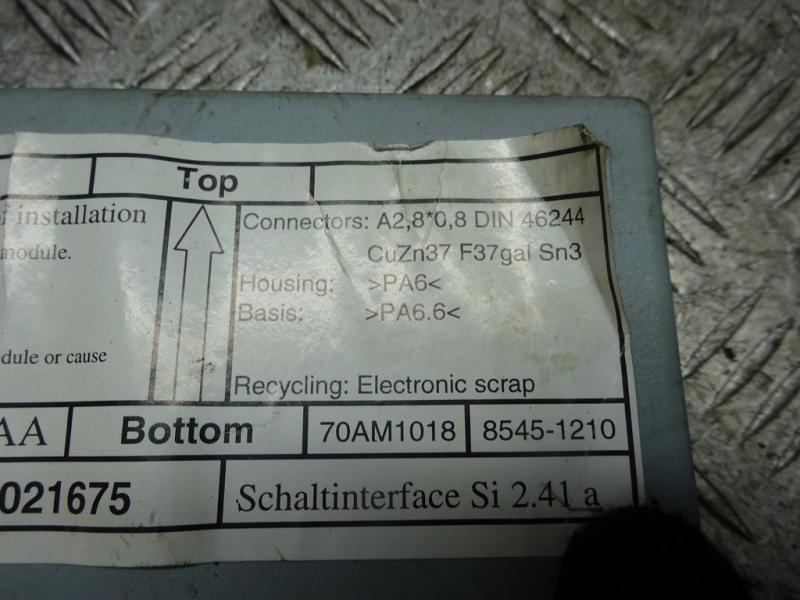 Top
installation
Connectors: A2,8*0,8 DIN 46244
module.
CuZn37 F37gal Sn3
Housing: >PA6<
Basis: >PA6.6<
dule or cause
Recycling: Electronic scrap
AA Bottom 70AM1018 8545-1210
021675 Schaltinterface Si 2.41 a